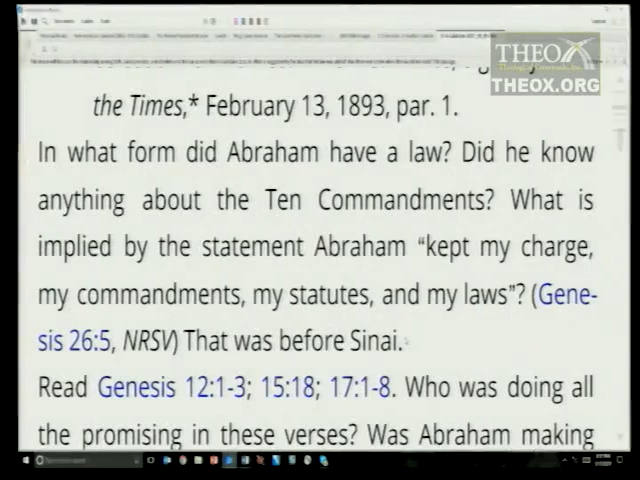 THEOX
THEOX.ORG
the Times,* February 13, 1893, par. 1.
In what form did Abraham have a law? Did he know
anything about the Ten Commandments? What is
implied by the statement Abraham “kept my charge,
my commandments, my statutes, and my laws”? (Gene-
sis 26:5, NRSV) That was before Sinai.
Read Genesis 12:1-3; 15:18; 17:1-8. Who was doing all
the promising in these verses? Was Abraham making